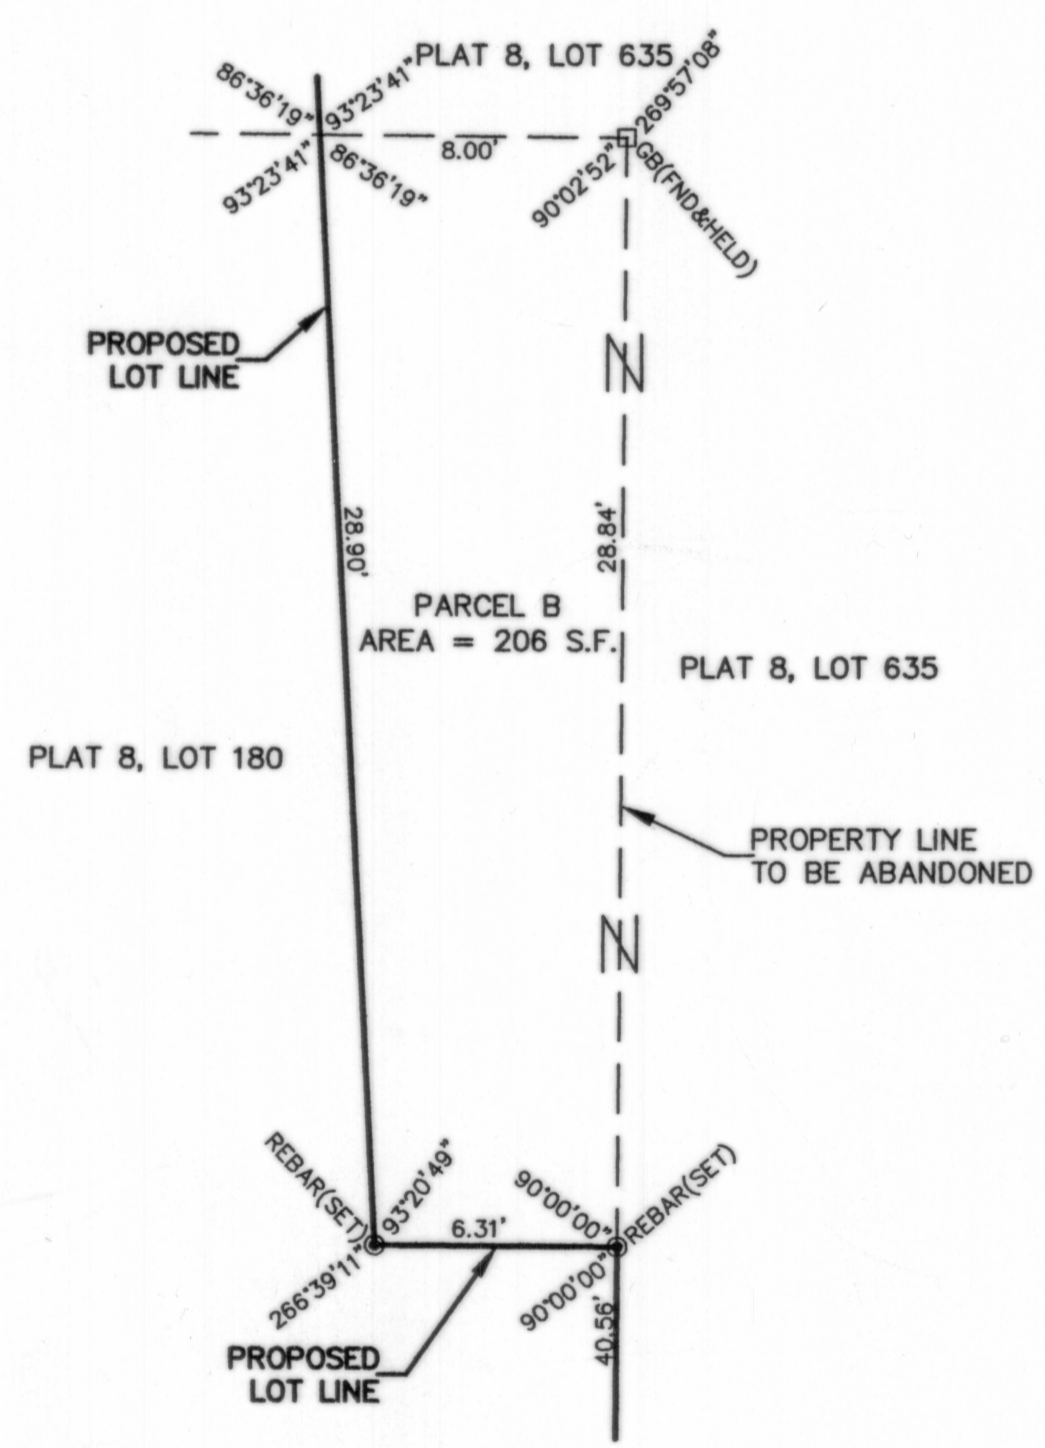 PLAT 8, LOT 635
86°36'19"
93°23'41"
269°57'08"
8.00'
93°23'41"
86°36'19"
90°02'52"
GB(FND&HELD)
PROPOSED
LOT LINE
28.90'
28.84'
PARCEL B
AREA = 206 S.F.
PLAT 8, LOT 635
PLAT 8, LOT 180
PROPERTY LINE
TO BE ABANDONED
REBAR(SET)
93°20'49"
90°00'00"
REBAR(SET)
6.31'
266°39'11"
90°00'00"
40.56'
PROPOSED
LOT LINE